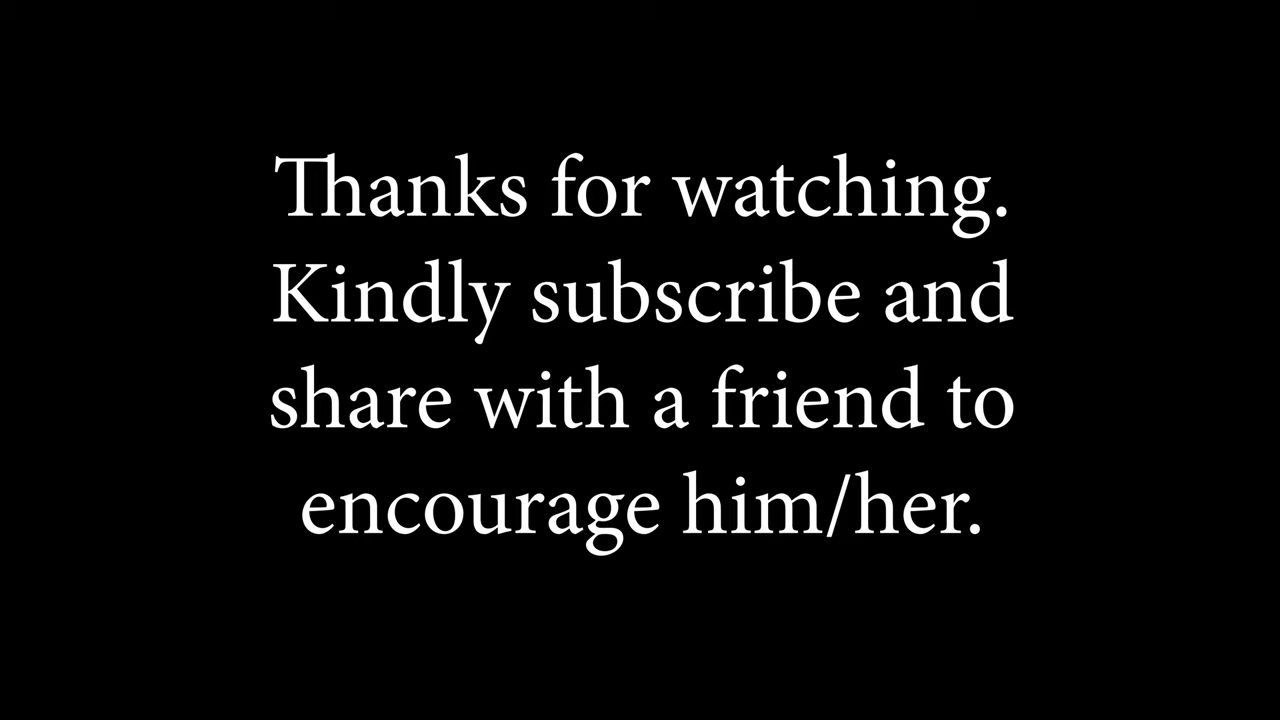 Thanks for watching.
Kindly subscribe and
share with a friend to
encourage him/her.